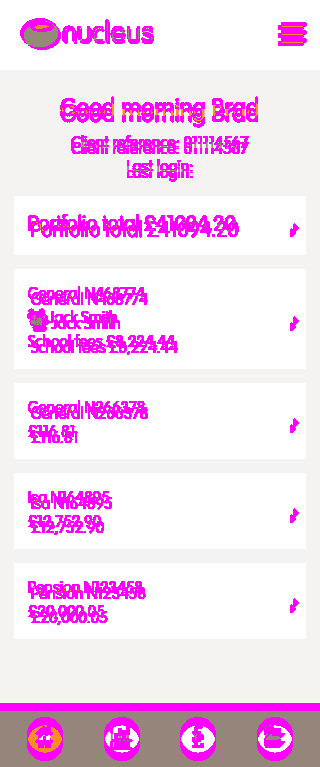 nucleus
Good morning Brad
Client reference: 01114567
Last login:
Portfolio total £41094.20
General N468774
Jack Smith
School fees £8,224.44
General N266378
£116.81
Isa N164895
£12,752.90
Pension N123458
£20,000.05